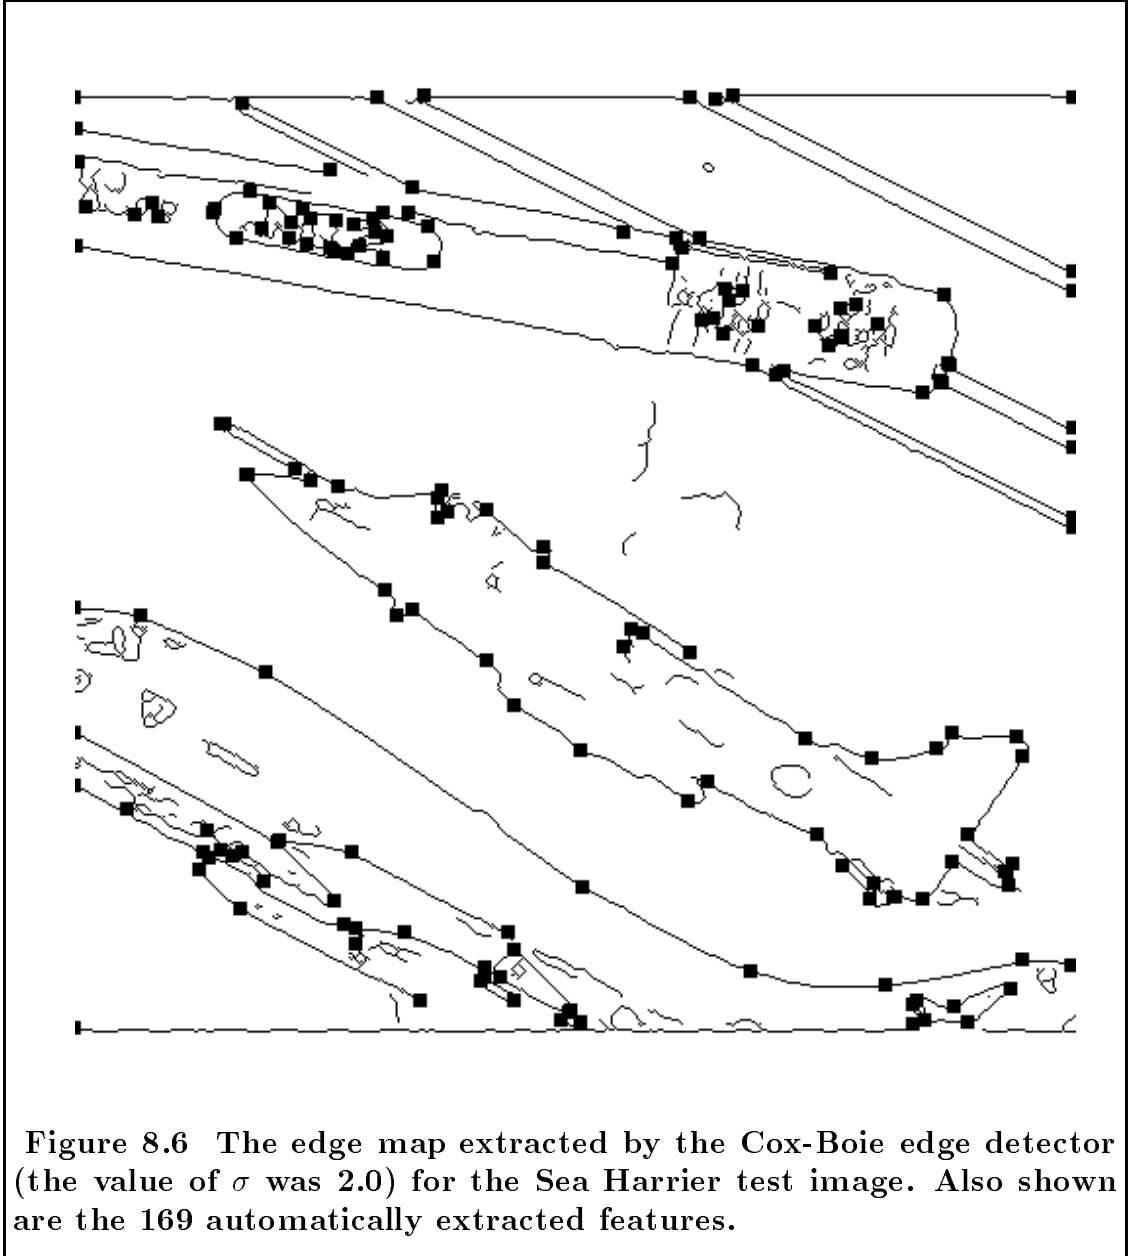 Figure 8.6 The edge map extracted by the Cox-Boie edge detector
(the value of σ was 2.0) for the Sea Harrier test image. Also shown
are the 169 automatically extracted features.